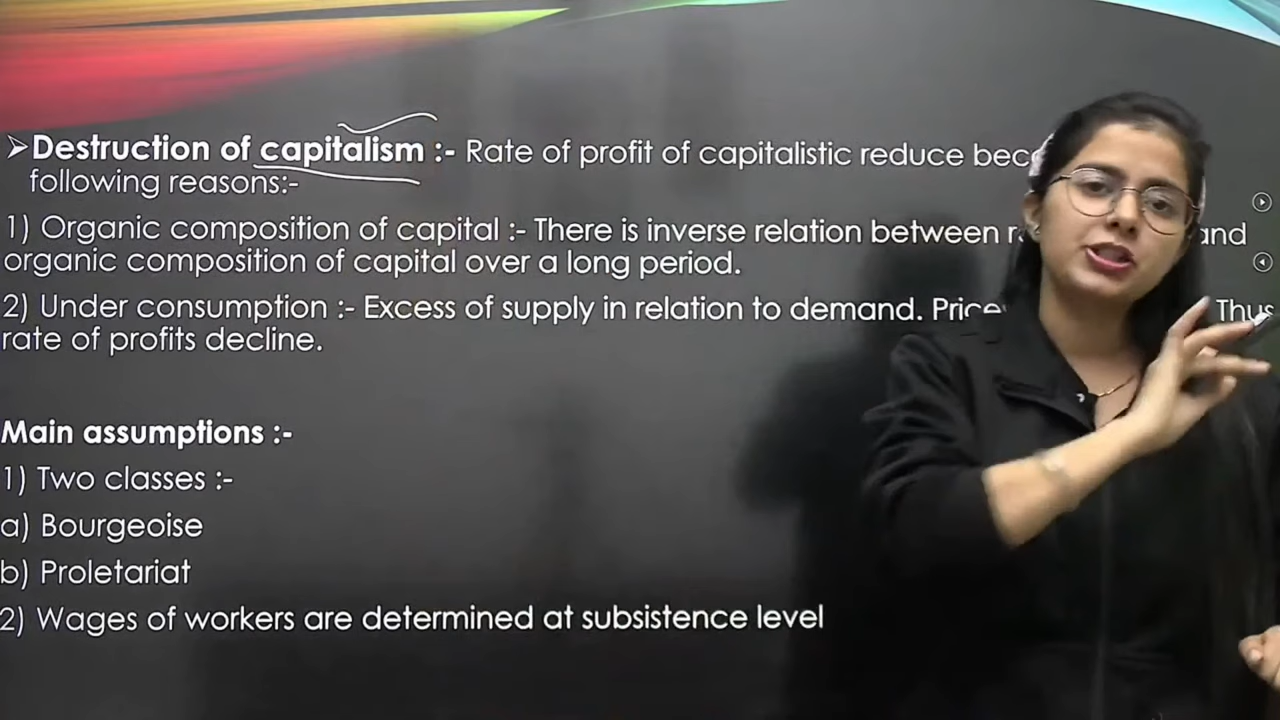 ➢Destruction of capitalism :- Rate of profit of capitalistic reduce
following reasons:-
1) Organic composition of capital :- There is inverse relation between and
organic composition of capital over a long period.
2) Under consumption :- Excess of supply in relation to demand. Thus
rate of profits decline.
Main assumptions :-
1) Two classes :-
a) Bourgeoise
b) Proletariat
2) Wages of workers are determined at subsistence level